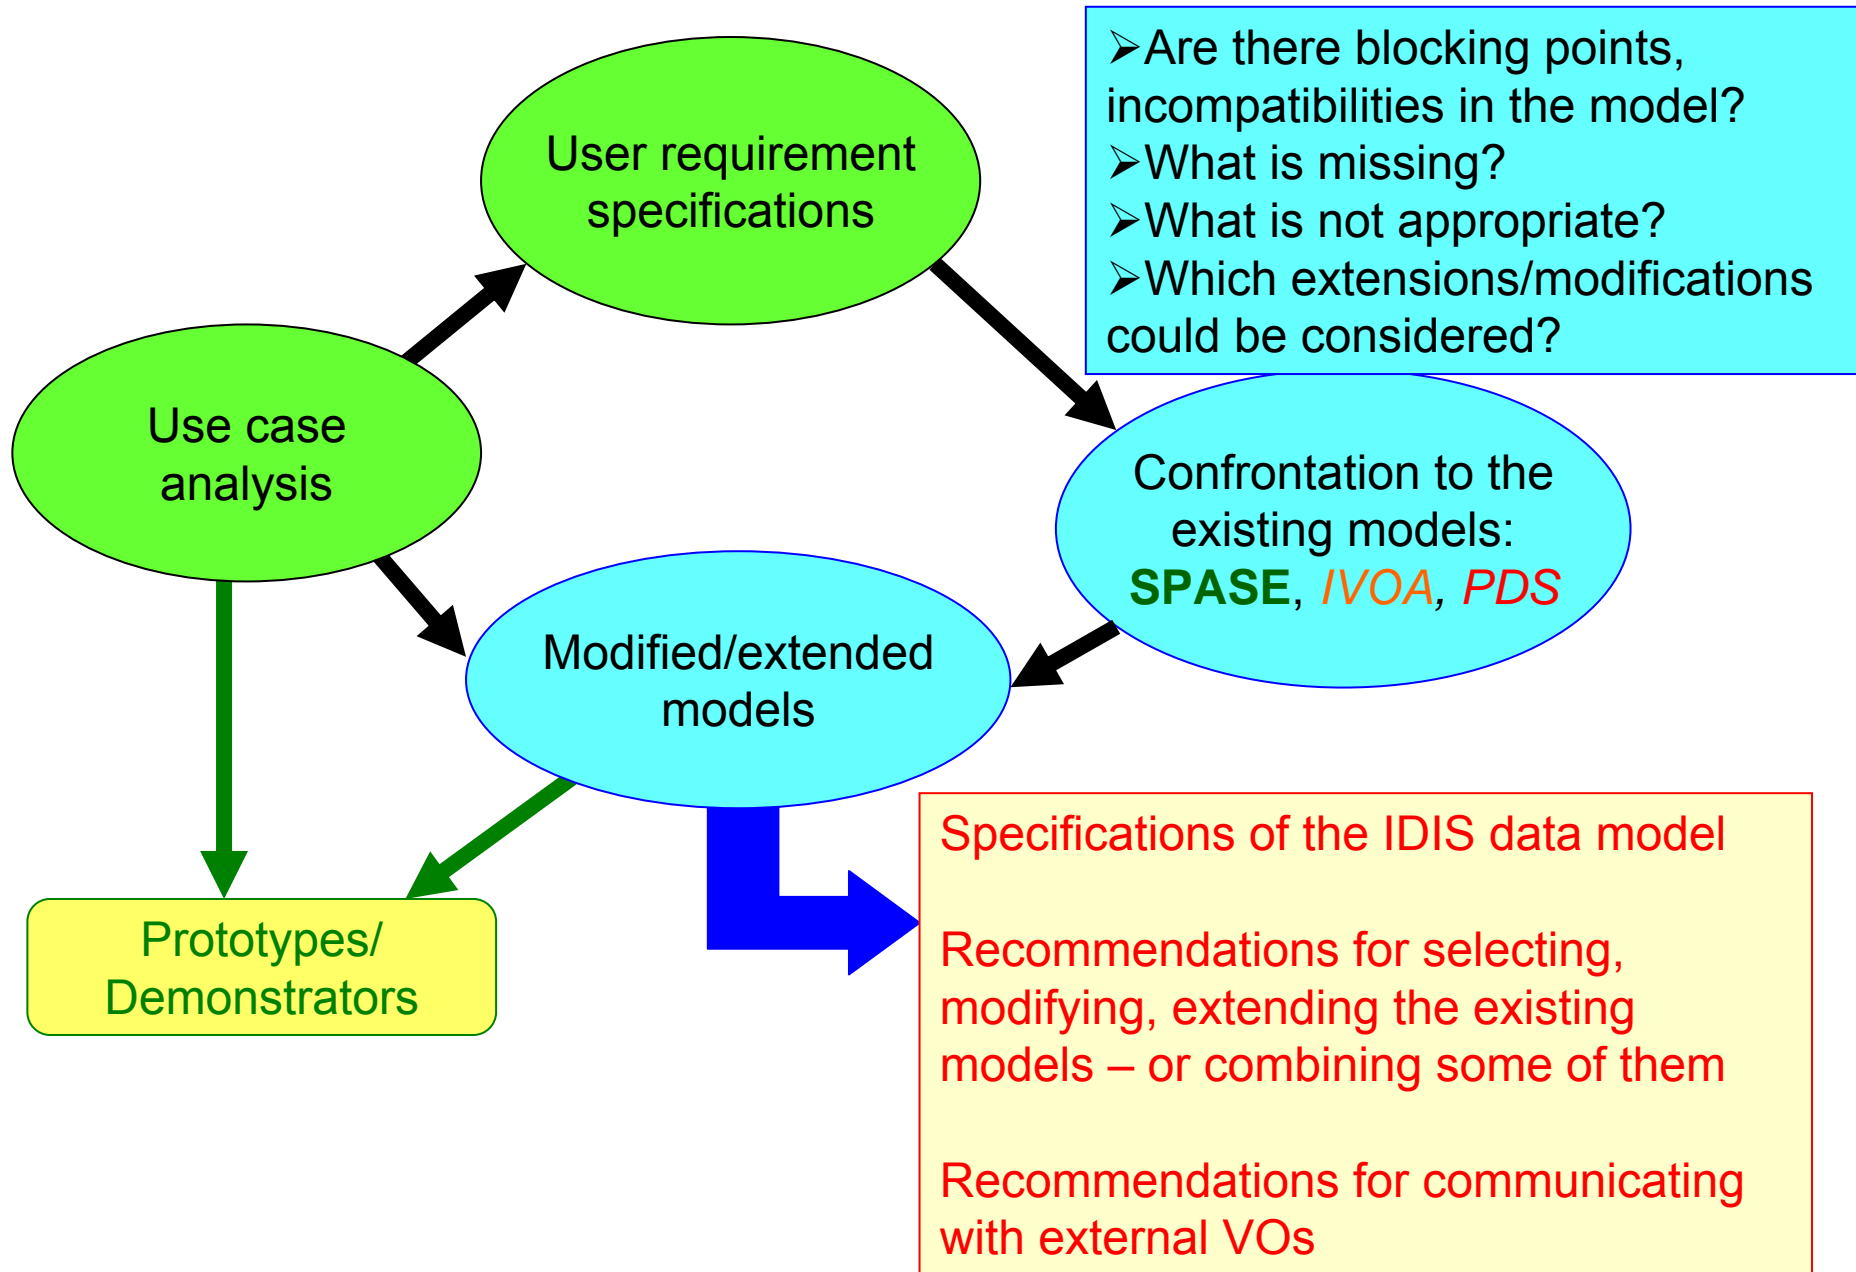 ➢Are there blocking points,
incompatibilities in the model?
➢What is missing?
➢What is not appropriate?
➢Which extensions/modifications
could be considered?
User requirement
specifications
Use case
analysis
Confrontation to the
existing models:
SPASE, IVOA, PDS
Modified/extended
models
Prototypes/
Demonstrators
Specifications of the IDIS data model
Recommendations for selecting,
modifying, extending the existing
models – or combining some of them
Recommendations for communicating
with external VOs